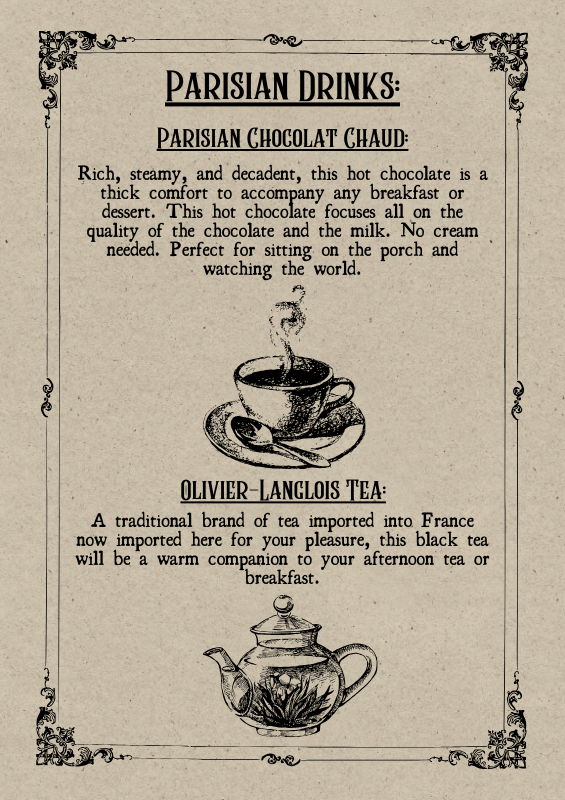 Parisian Drinks:
Parisian Chocolat Chaud:
Rich, steamy, and decadent, this hot chocolate is a
thick comfort to accompany any breakfast or
dessert. This hot chocolate focuses all on the
quality of the chocolate and the milk. No cream
needed. Perfect for sitting on the porch and
watching the world.
Olivier-Langlois Tea:
A traditional brand of tea imported into France
now imported here for your pleasure, this black tea
will be a warm companion to your afternoon tea or
breakfast.